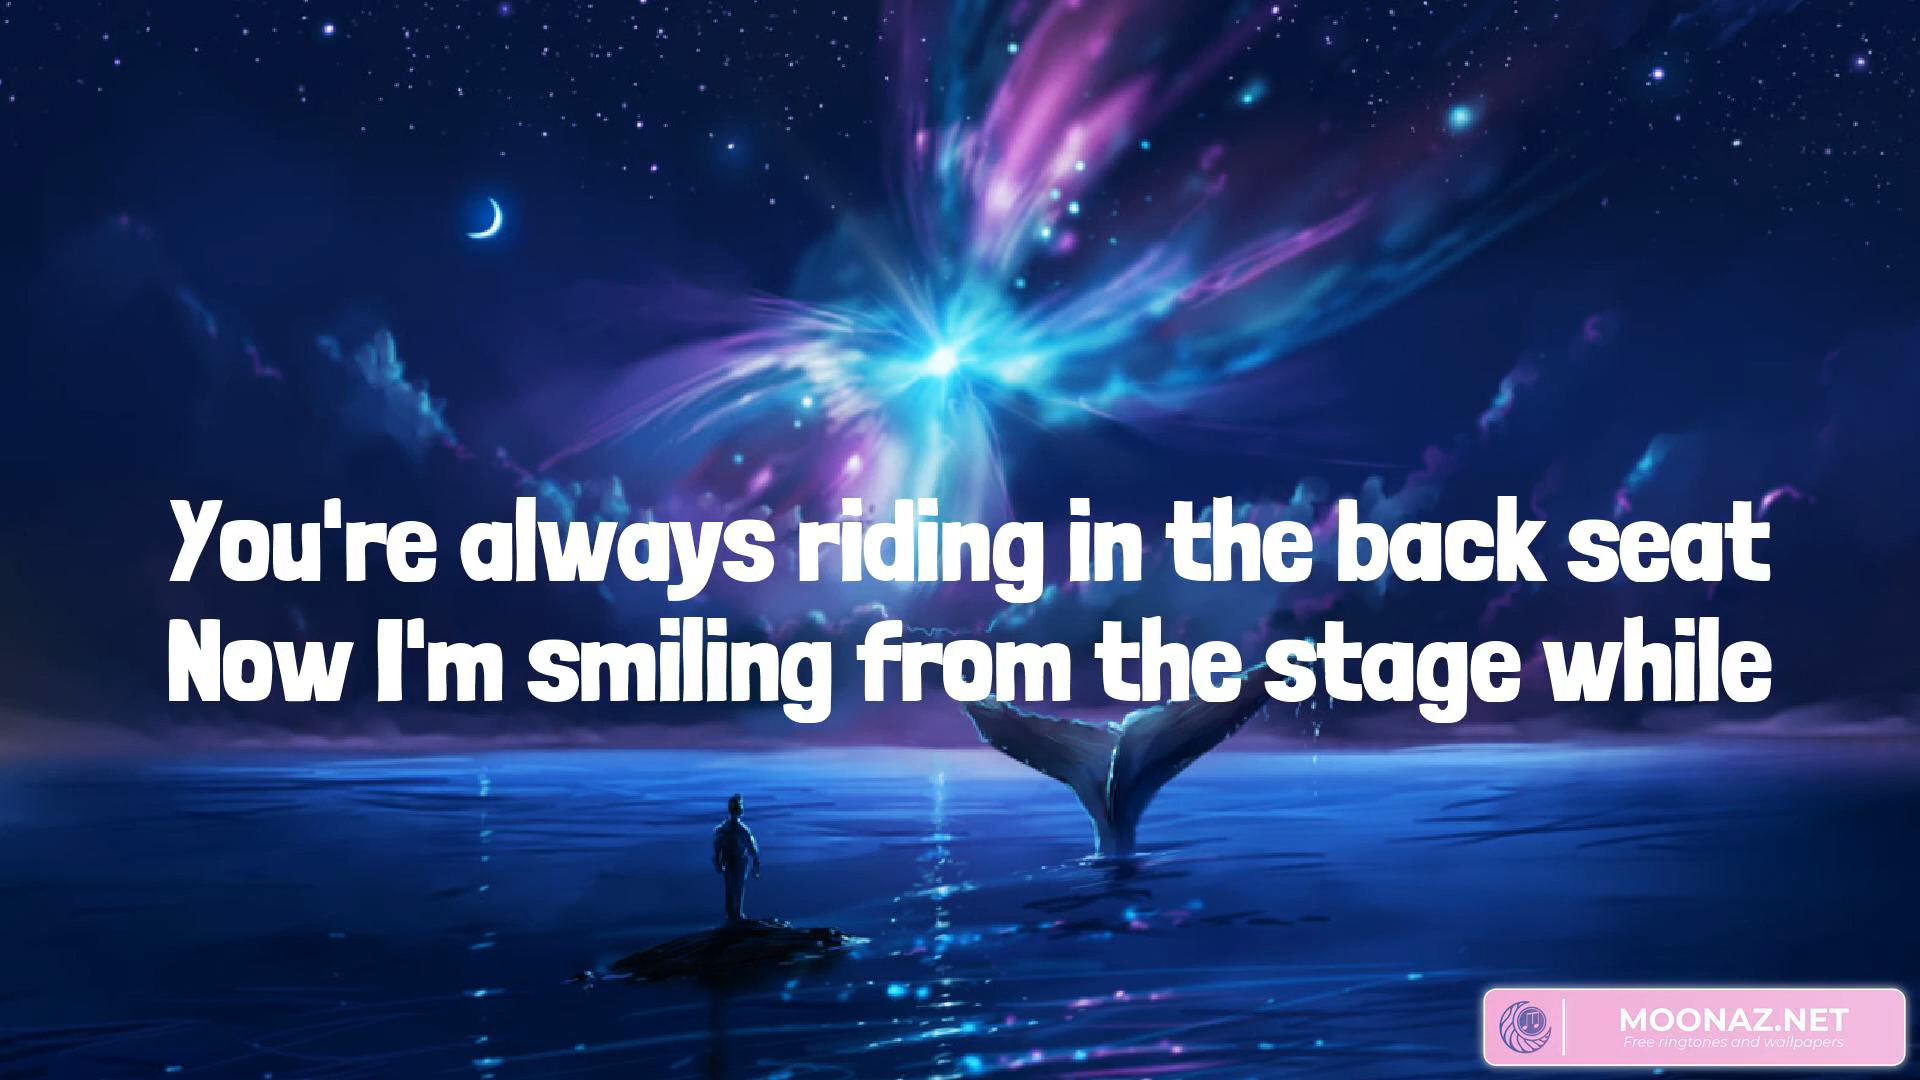 You're always riding in the back seat
Now I'm smiling from the stage while
MOONAZ.NET
Free ringtones and wallpapers